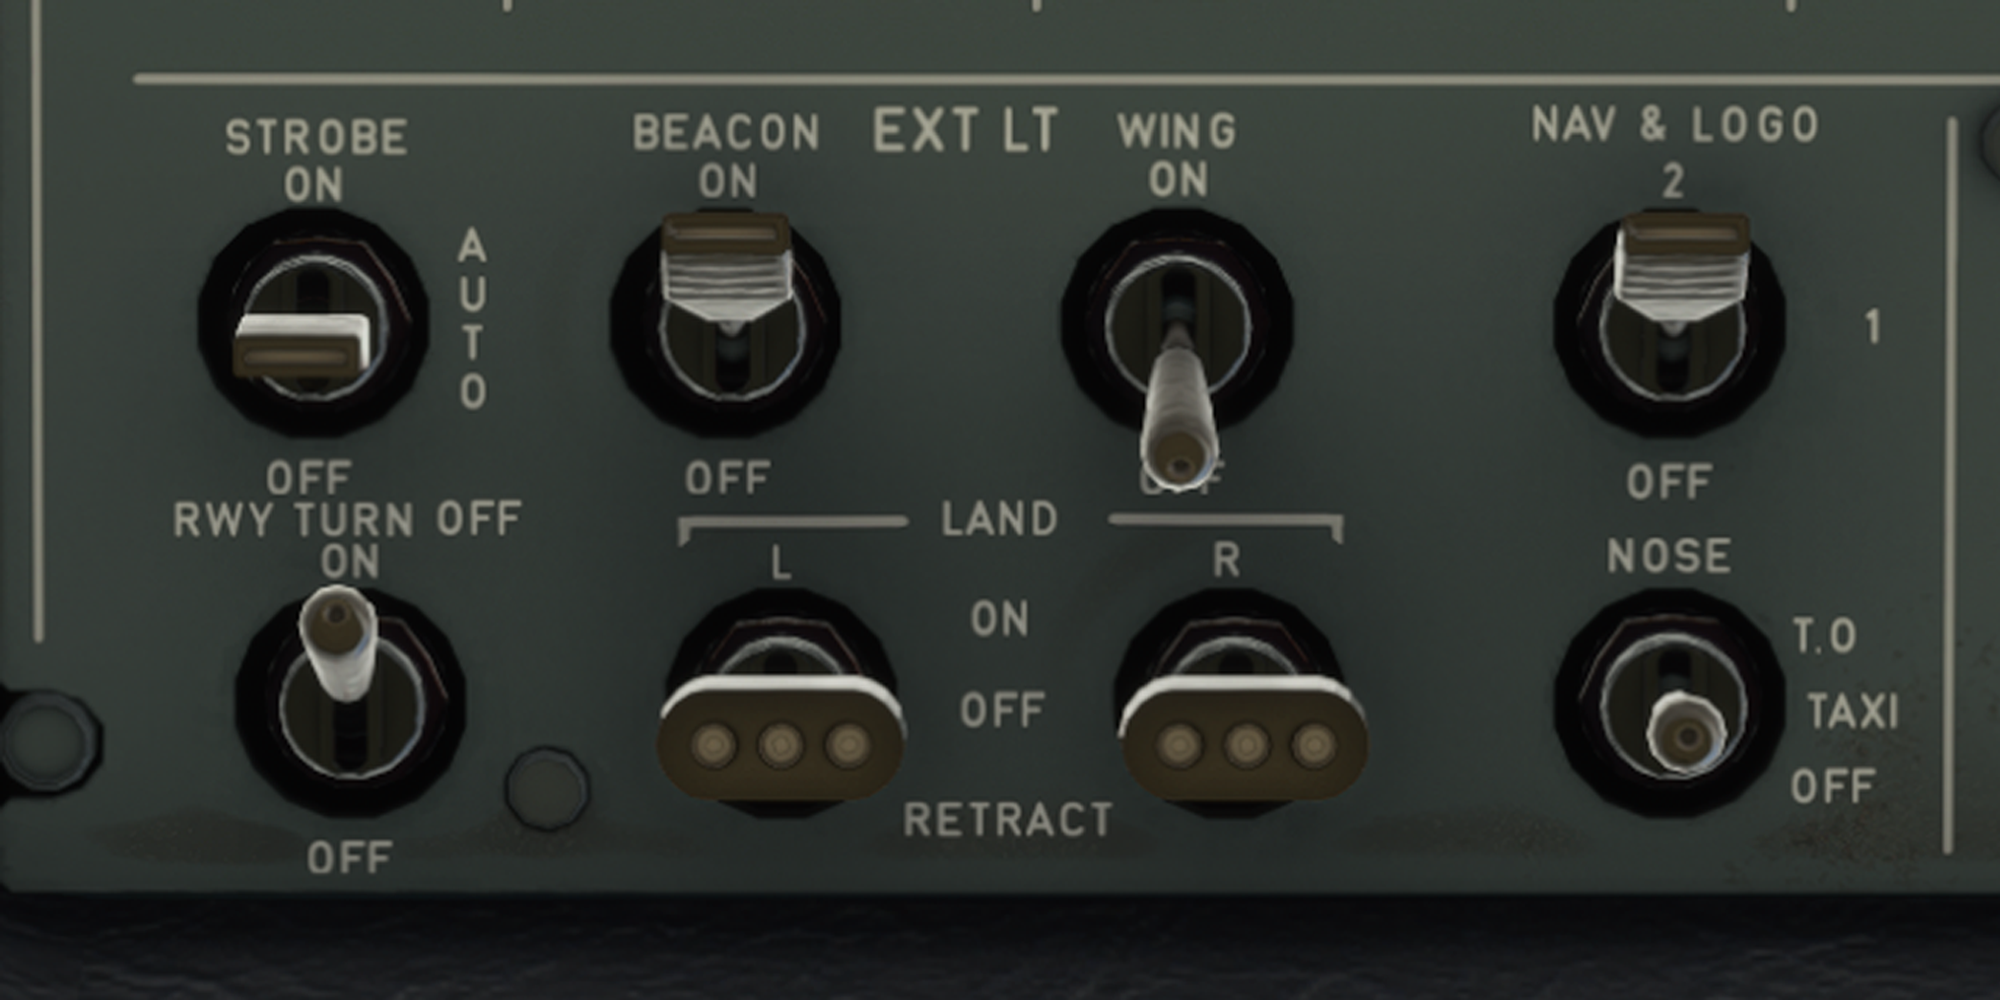 STROBE
ON
AUTO
OFF
BEACON
ON
OFF
EXT LT
WING
ON
OFF
NAV & LOGO
2
1
OFF
RWY TURN OFF
ON
OFF
LAND
L
R
ON
OFF
RETRACT
NOSE
T.O
TAXI
OFF